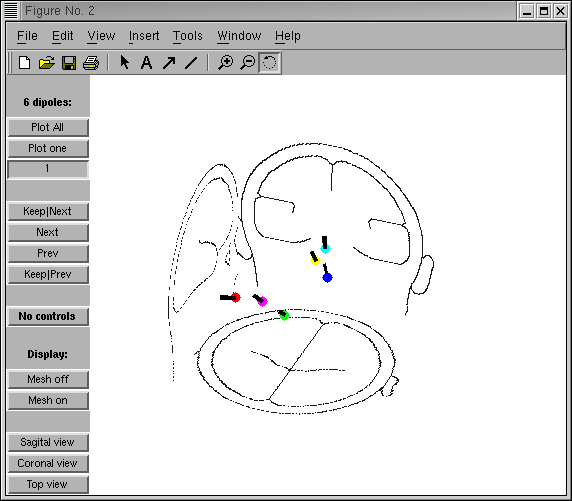 Figure No. 2
File Edit View Insert Tools Window Help
A
6 dipoles:
Plot All
Plot one
1
Keep|Next
Next
Prev
Keep|Prev
No controls
Display:
Mesh off
Mesh on
Sagital view
Coronal view
Top view